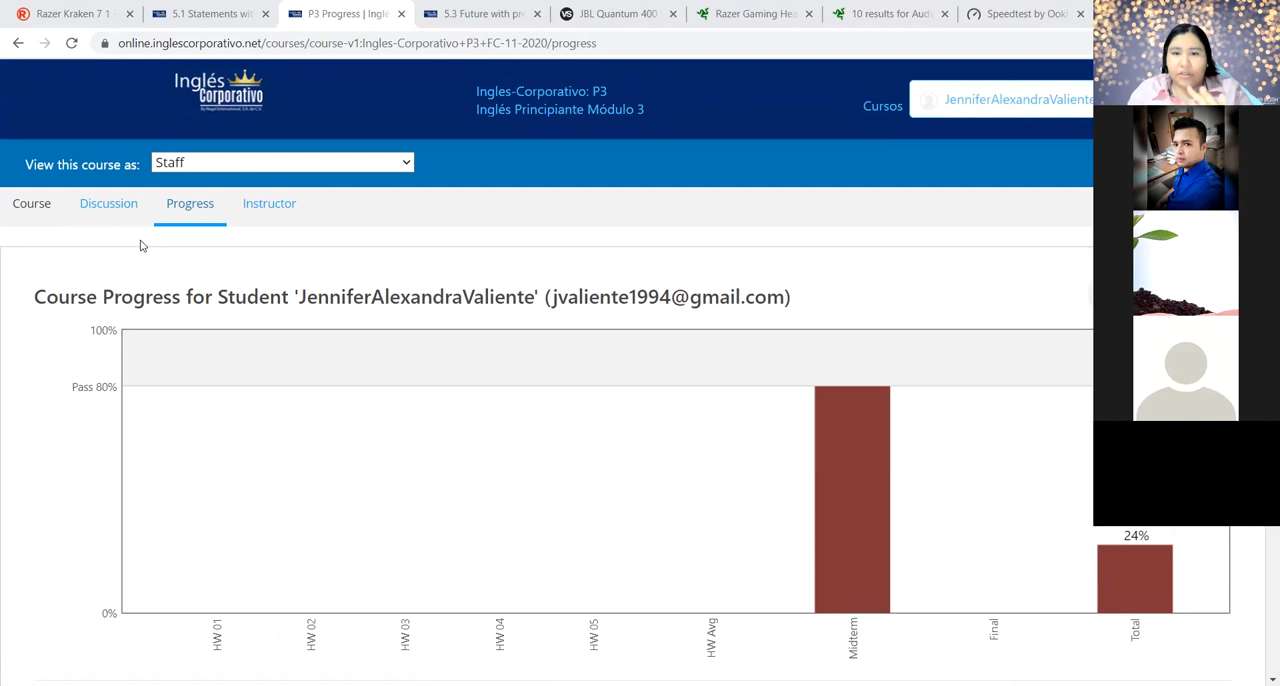 Razer Kraken 7 1 -
5.1 Statements wit
P3 Progress | Ingle
5.3 Future with pr
JBL Quantum 400
Razer Gaming Hea
10 results for Aud
Speedtest by Ookl
online.inglescorporativo.net/courses/course-v1:Ingles-Corporativo+P3+FC-11-2020/progress
Inglés
Corporativo
Ingles-Corporativo: P3
Inglés Principiante Módulo 3
Cursos
JenniferAlexandraValiente
View this course as:
Staff
Course
Discussion
Progress
Instructor
Course Progress for Student 'JenniferAlexandraValiente' (jvaliente1994@gmail.com)
100%
Pass 80%
0%
24%
HW 01
HW 02
HW 03
HW 04
HW 05
HW Avg
Midterm
Final
Total